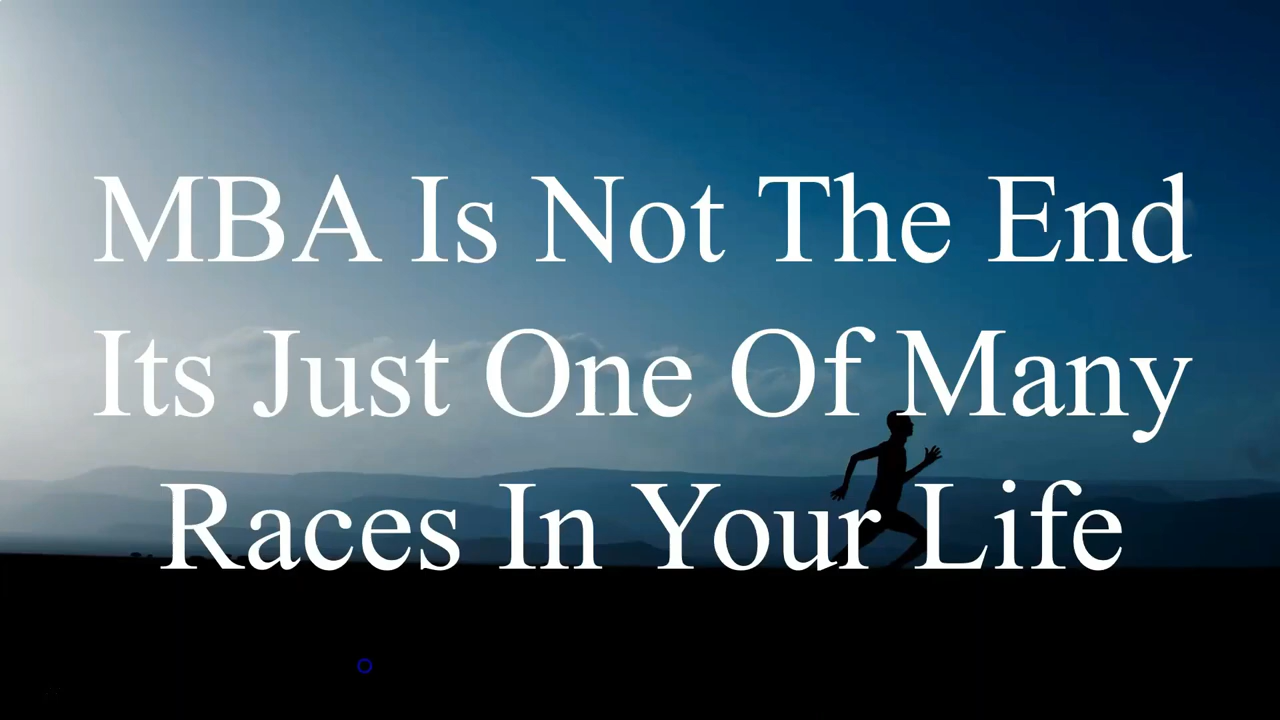 MBA Is Not The End
Its Just One Of Many
Races In Your Life